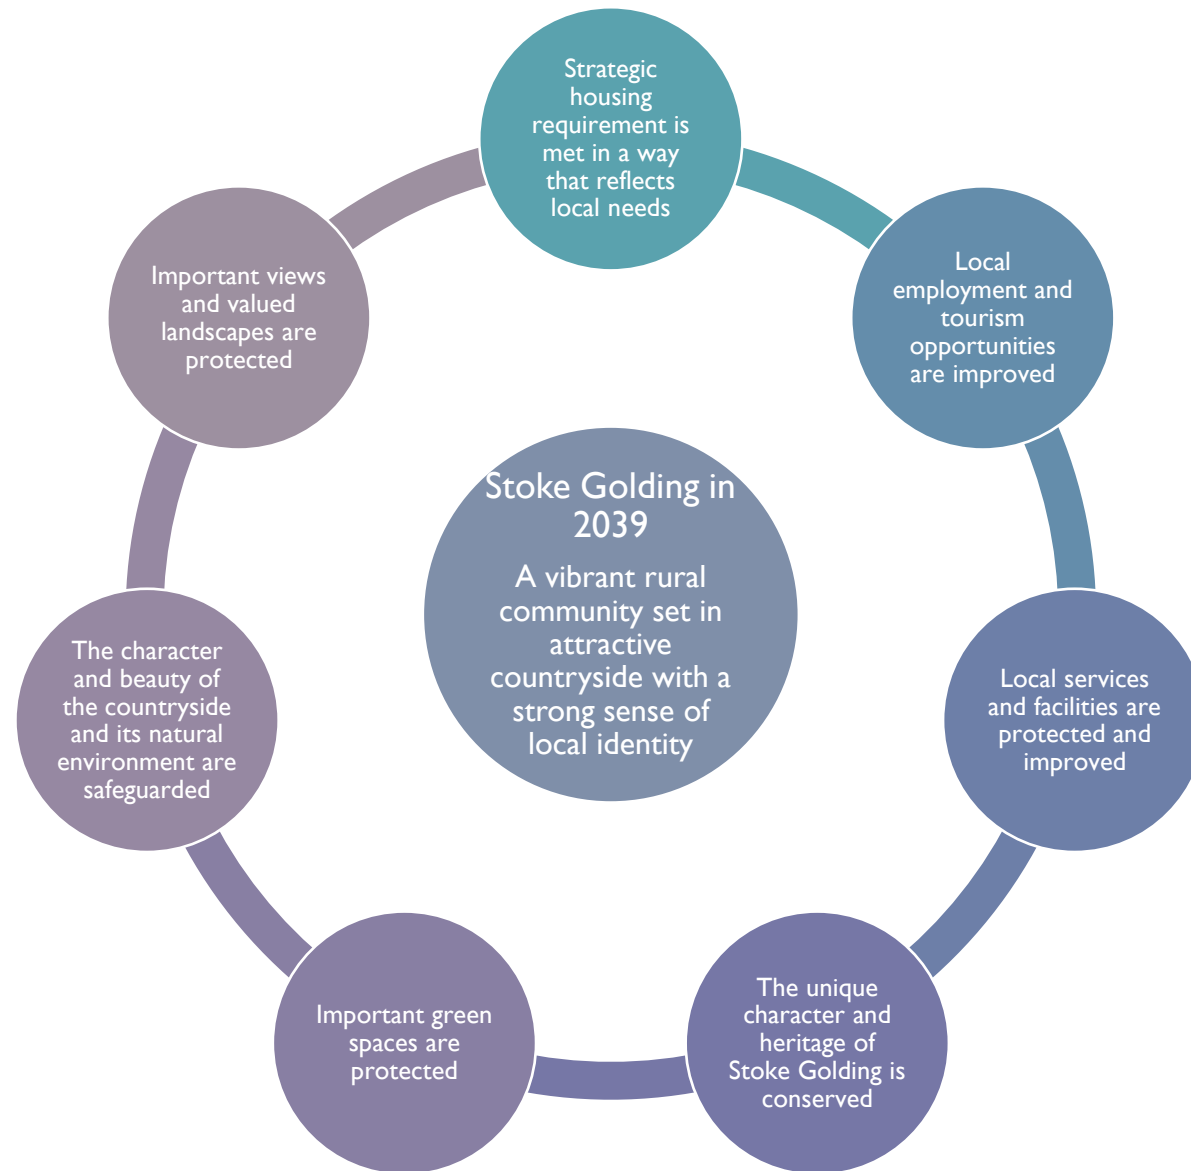 Strategic
housing
requirement is
met in a way
that reflects
local needs
Local
employment and
tourism
opportunities
are improved
Local services
and facilities are
protected and
improved
The unique
character and
heritage of
Stoke Golding is
conserved
Important green
spaces are
protected
The character
and beauty of
the countryside
and its natural
environment are
safeguarded
Important views
and valued
landscapes are
protected
Stoke Golding in
2039
A vibrant rural
community set in
attractive
countryside with a
strong sense of
local identity